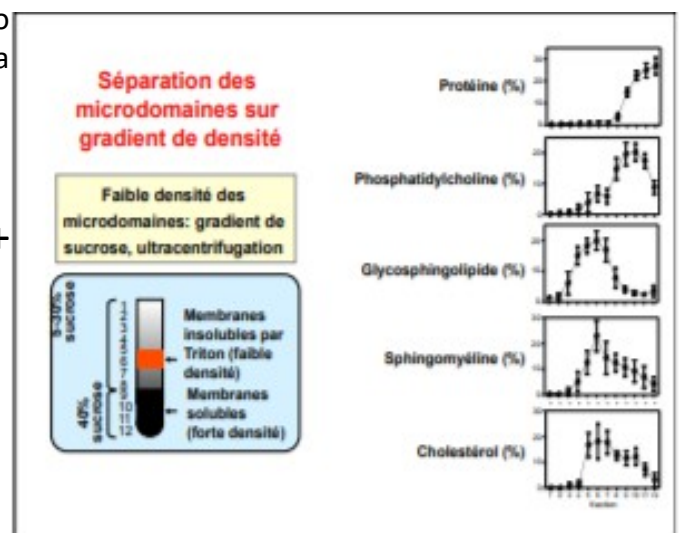 o
a
Séparation des
microdomaines sur
gradient de densité
Faible densité des
microdomaines: gradient de
sucrose, ultracentrifugation
5-30%
sucrose
40%
sucrose
1
2
3
4
5
6
7
8
9
10
11
12
Membranes
insolubles par
Triton (faible
densité)
Membranes
solubles
(forte densité)
Protéine (%)
Phosphatidylcholine (%)
Glycosphingolipide (%)
Sphingomyéline (%)
Cholestérol (%)